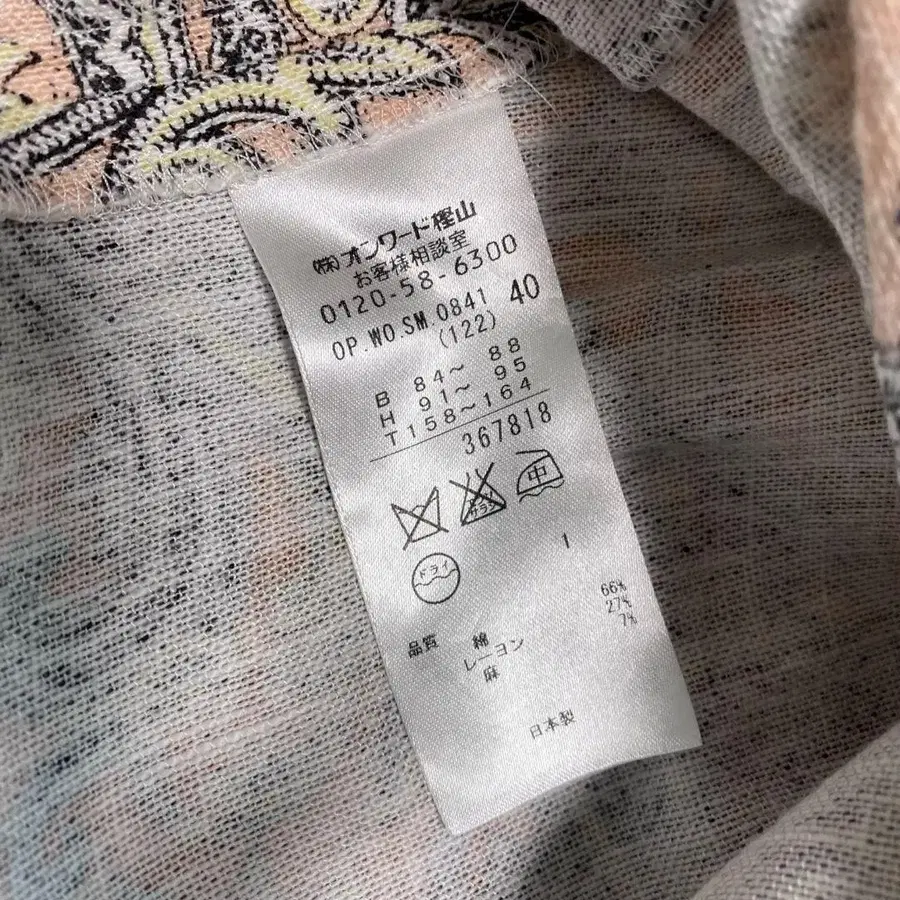 ㈱オンワード樫山
お客様相談室
0120-58-6300
OP.WO.SM.0841 40
(122)
B 84～ 88
H 91～ 95
T158～164
367818
中
ドライ
1
品質 綿 66%
レーヨン 27%
麻 7%
日本製